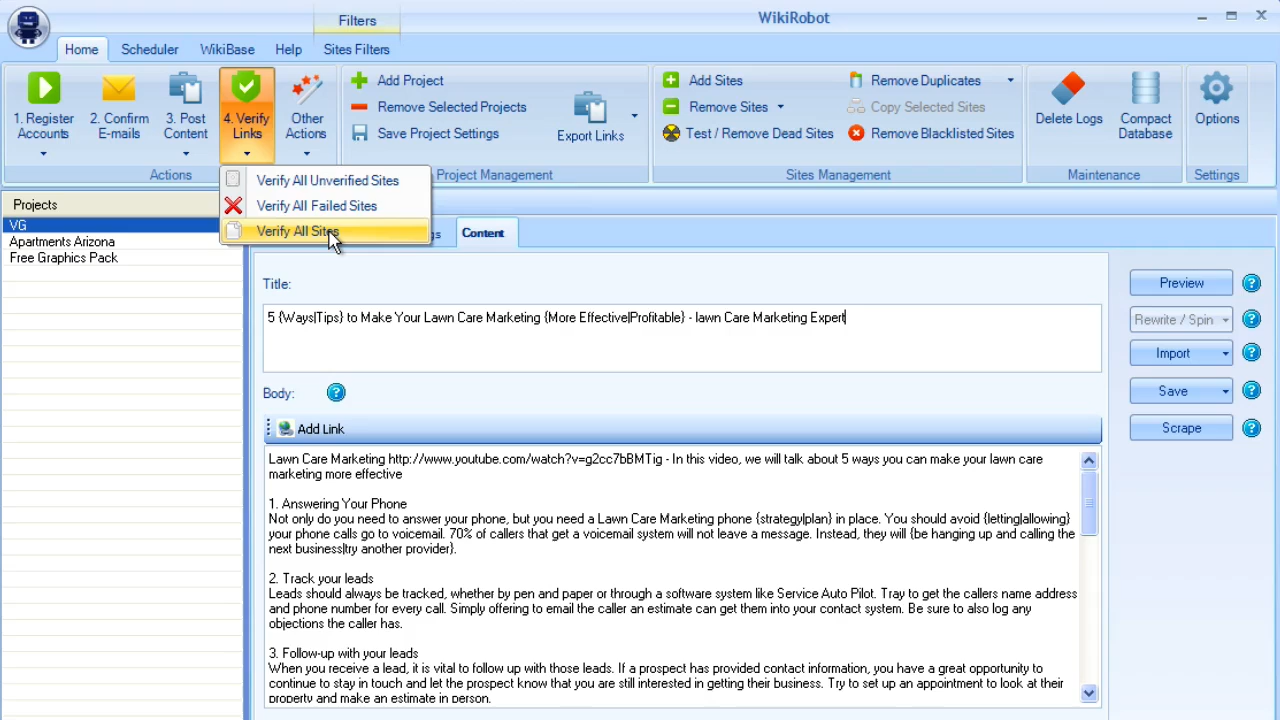 Filters
WikiRobot
Home
Scheduler
WikiBase
Help
Sites Filters
1. Register Accounts
2. Confirm E-mails
3. Post Content
4. Verify Links
Other Actions
Actions
Add Project
Remove Selected Projects
Save Project Settings
Export Links
Project Management
Add Sites
Remove Sites
Test / Remove Dead Sites
Remove Duplicates
Copy Selected Sites
Remove Blacklisted Sites
Sites Management
Delete Logs
Compact Database
Maintenance
Options
Settings
Verify All Unverified Sites
Verify All Failed Sites
Verify All Sites
Projects
VG
Apartments Arizona
Free Graphics Pack
gs
Content
Title:
5 {Ways|Tips} to Make Your Lawn Care Marketing {More Effective|Profitable} - lawn Care Marketing Expert
Body:
Add Link
Lawn Care Marketing http://www.youtube.com/watch?v=g2cc7bBMTig - In this video, we will talk about 5 ways you can make your lawn care
marketing more effective
1. Answering Your Phone
Not only do you need to answer your phone, but you need a Lawn Care Marketing phone {strategy|plan} in place. You should avoid {letting|allowing}
your phone calls go to voicemail. 70% of callers that get a voicemail system will not leave a message. Instead, they will {be hanging up and calling the
next business|try another provider}.
2. Track your leads
Leads should always be tracked, whether by pen and paper or through a software system like Service Auto Pilot. Tray to get the callers name address
and phone number for every call. Simply offering to email the caller an estimate can get them into your contact system. Be sure to also log any
objections the caller has.
3. Follow-up with your leads
When you receive a lead, it is vital to follow up with those leads. If a prospect has provided contact information, you have a great opportunity to
continue to stay in touch and let the prospect know that you are still interested in getting their business. Try to set up an appointment to look at their
property and make an estimate in person.
Preview
Rewrite / Spin
Import
Save
Scrape